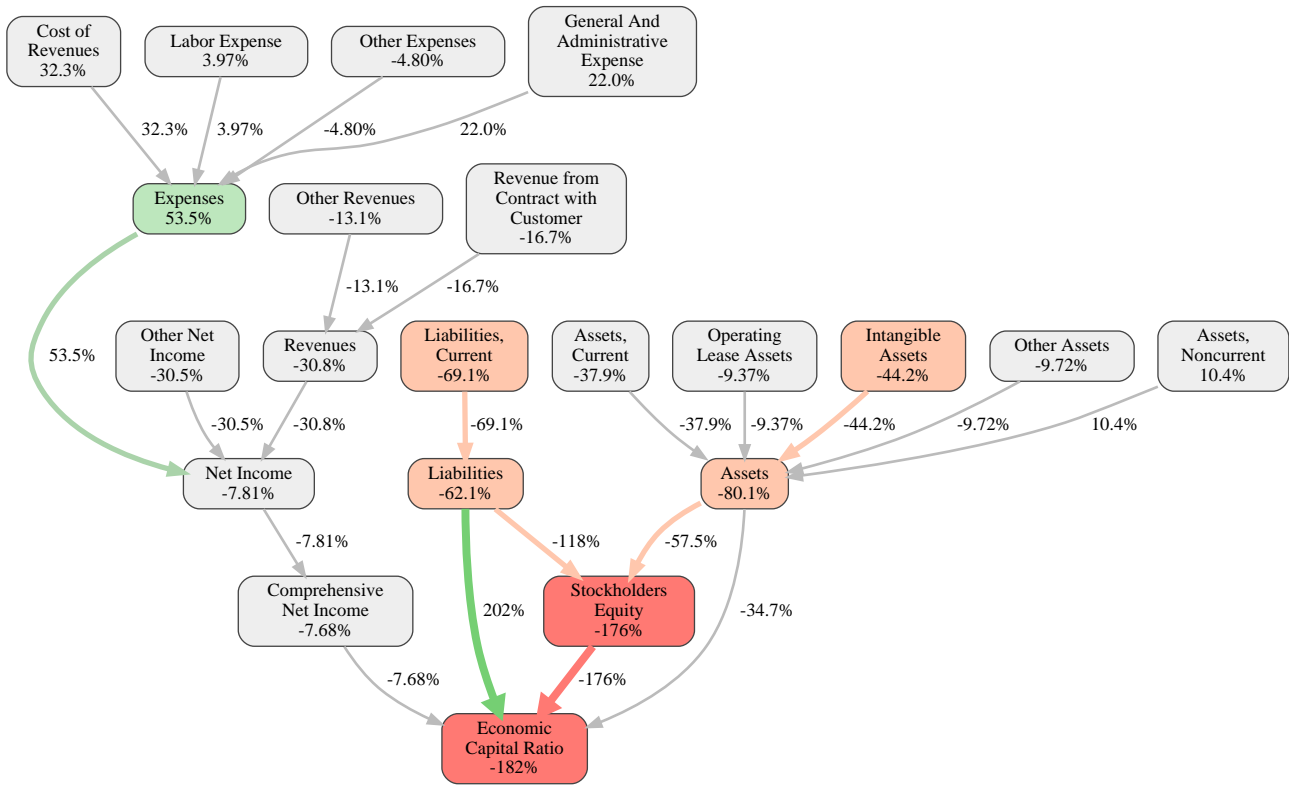 Cost of
Revenues
32.3%
Labor Expense
3.97%
Other Expenses
-4.80%
General And
Administrative
Expense
22.0%
32.3%
3.97%
-4.80%
22.0%
Expenses
53.5%
Other Revenues
-13.1%
Revenue from
Contract with
Customer
-16.7%
-13.1%
-16.7%
53.5%
Other Net
Income
-30.5%
Revenues
-30.8%
Liabilities,
Current
-69.1%
Assets,
Current
-37.9%
Operating
Lease Assets
-9.37%
Intangible
Assets
-44.2%
Other Assets
-9.72%
Assets,
Noncurrent
10.4%
-30.5%
-30.8%
-69.1%
-37.9%
-9.37%
-44.2%
-9.72%
10.4%
Net Income
-7.81%
Liabilities
-62.1%
Assets
-80.1%
-7.81%
-118%
-57.5%
Comprehensive
Net Income
-7.68%
202%
Stockholders
Equity
-176%
-34.7%
-7.68%
-176%
Economic
Capital Ratio
-182%